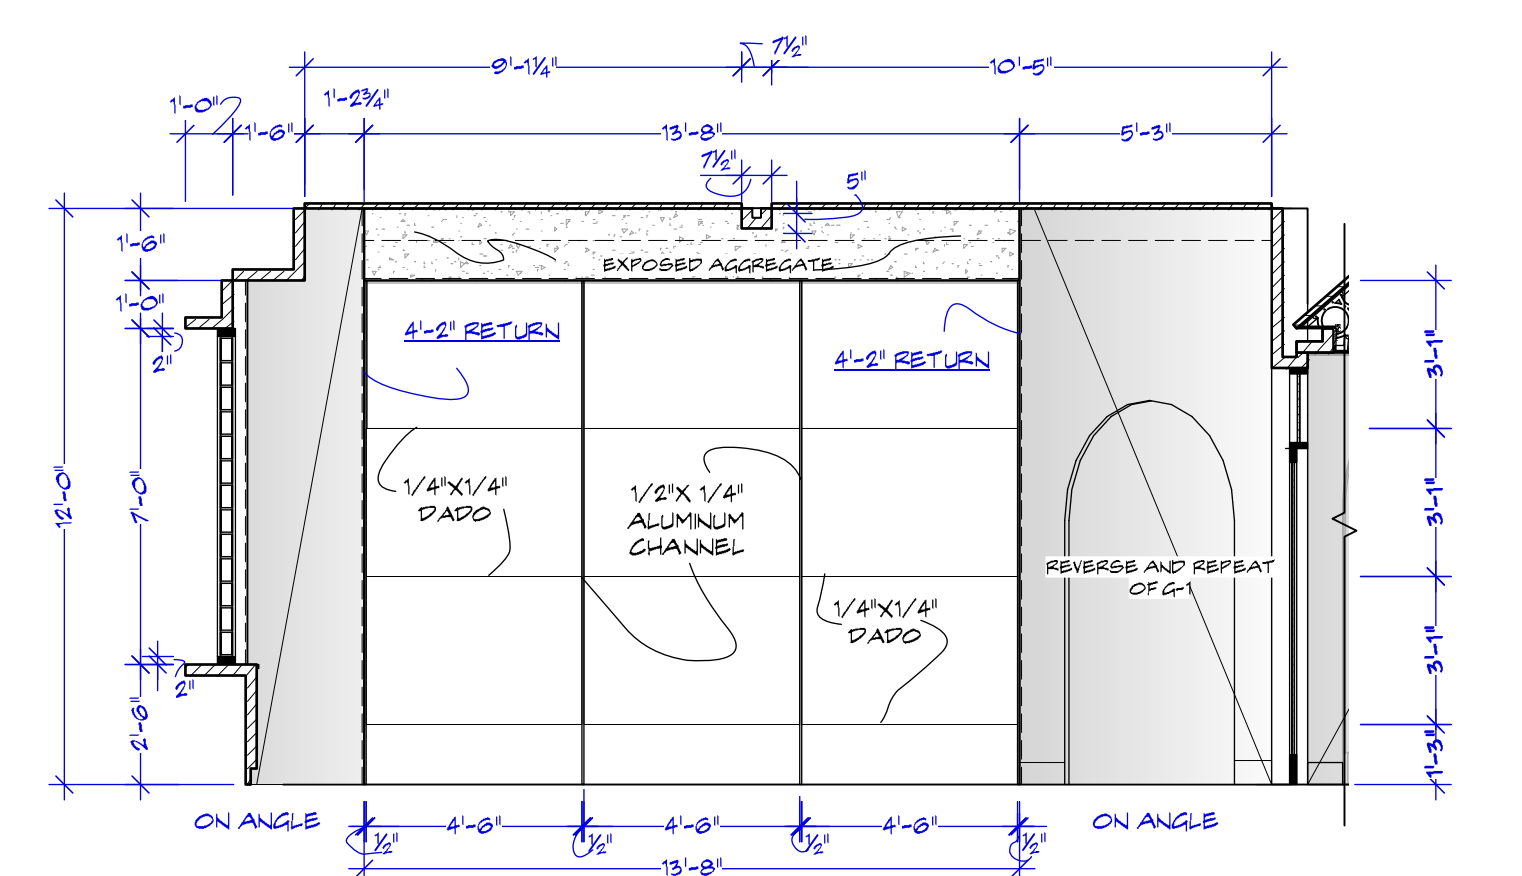 7½"
9'-1¼"
10'-5"
1'-0"
1'-2¾"
1'-6"
13'-8"
5'-3"
7½"
5"
1'-6"
EXPOSED AGGREGATE
1'-0"
4'-2" RETURN
4'-2" RETURN
2"
3'-1"
12'-0"
7'-0"
1/4"X1/4"
DADO
1/2"X 1/4"
ALUMINUM
CHANNEL
3'-1"
REVERSE AND REPEAT
OF G-1
1/4"X1/4"
DADO
3'-1"
2"
2'-6"
1'-3"
ON ANGLE
4'-6"
4'-6"
4'-6"
ON ANGLE
½"
½"
½"
½"
13'-8"